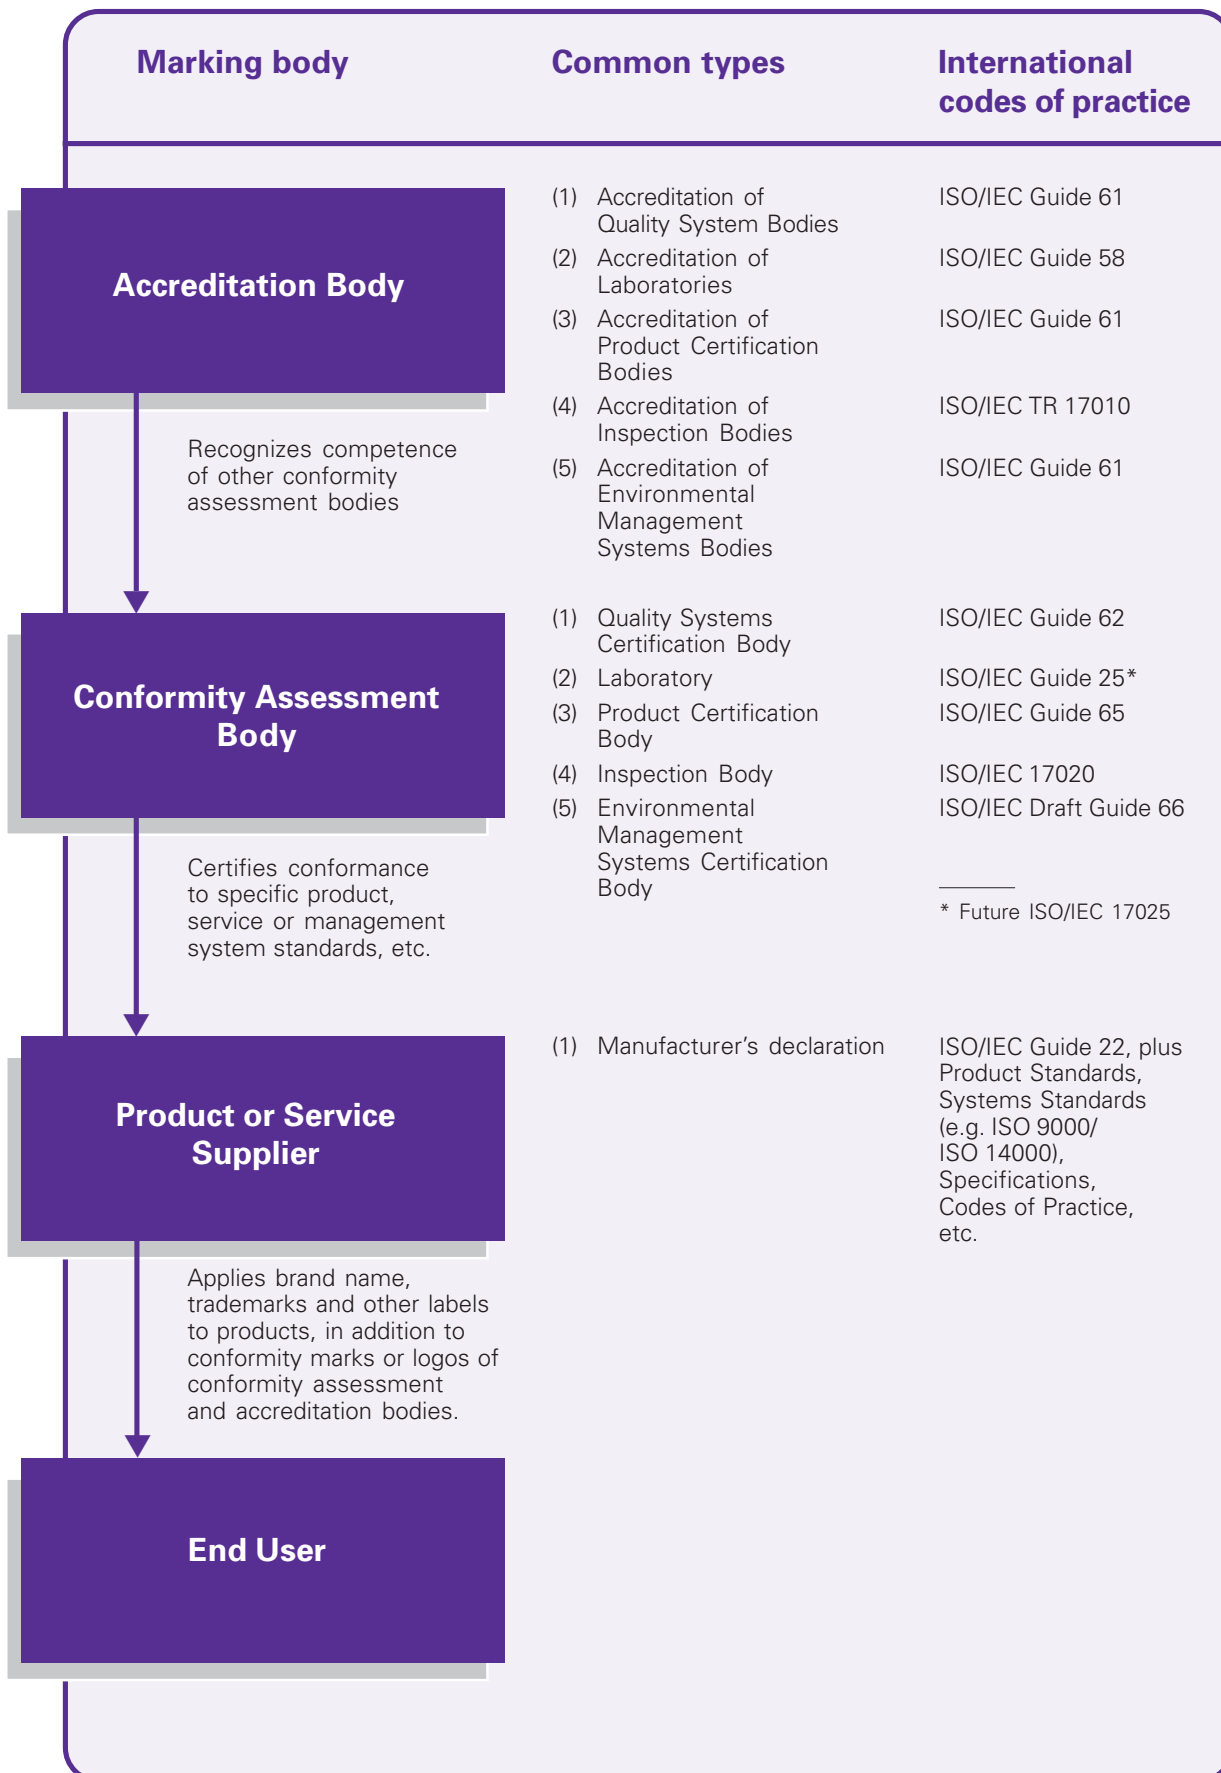 Marking body
Common types
International
codes of practice
Accreditation Body
(1) Accreditation of
Quality System Bodies
ISO/IEC Guide 61
(2) Accreditation of
Laboratories
ISO/IEC Guide 58
(3) Accreditation of
Product Certification
Bodies
ISO/IEC Guide 61
(4) Accreditation of
Inspection Bodies
ISO/IEC TR 17010
(5) Accreditation of
Environmental
Management
Systems Bodies
ISO/IEC Guide 61
Recognizes competence
of other conformity
assessment bodies
Conformity Assessment
Body
(1) Quality Systems
Certification Body
ISO/IEC Guide 62
(2) Laboratory
ISO/IEC Guide 25*
(3) Product Certification
Body
ISO/IEC Guide 65
(4) Inspection Body
ISO/IEC 17020
(5) Environmental
Management
Systems Certification
Body
ISO/IEC Draft Guide 66
* Future ISO/IEC 17025
Certifies conformance
to specific product,
service or management
system standards, etc.
Product or Service
Supplier
(1) Manufacturer's declaration
ISO/IEC Guide 22, plus
Product Standards,
Systems Standards
(e.g. ISO 9000/
ISO 14000),
Specifications,
Codes of Practice,
etc.
Applies brand name,
trademarks and other labels
to products, in addition to
conformity marks or logos of
conformity assessment
and accreditation bodies.
End User